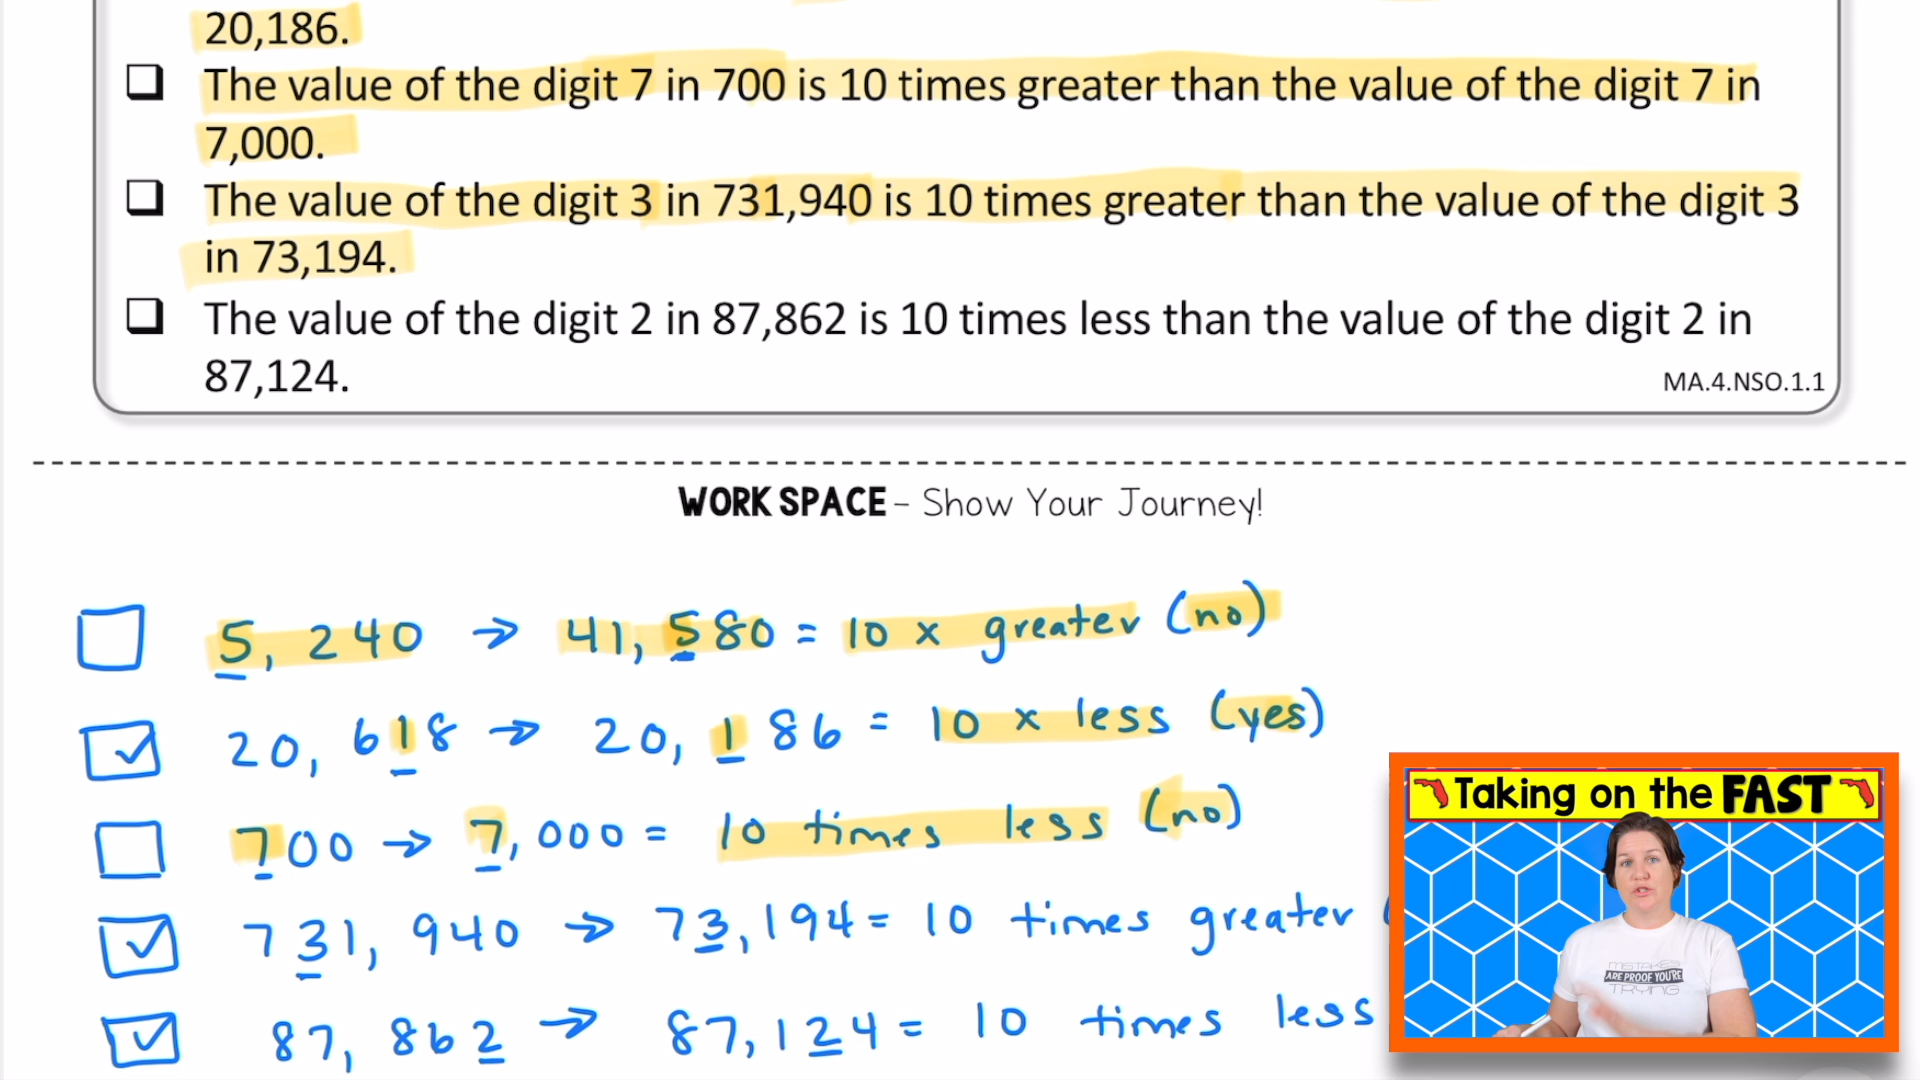 20,186.
❑ The value of the digit 7 in 700 is 10 times greater than the value of the digit 7 in
7,000.
❑ The value of the digit 3 in 731,940 is 10 times greater than the value of the digit 3
in 73,194.
❑ The value of the digit 2 in 87,862 is 10 times less than the value of the digit 2 in
87,124.
MA.4.NSO.1.1
WORK SPACE - Show Your Journey!
5,240 → 41,580 = 10 x greater (no)
20,618 → 20,186 = 10 x less (yes)
700 → 7,000 = 10 times less (no)
731,940 → 73,194 = 10 times greater
87,862 → 87,124 = 10 times less
Taking on the FAST
MISTAKES
ARE PROOF YOU'RE
TRYING